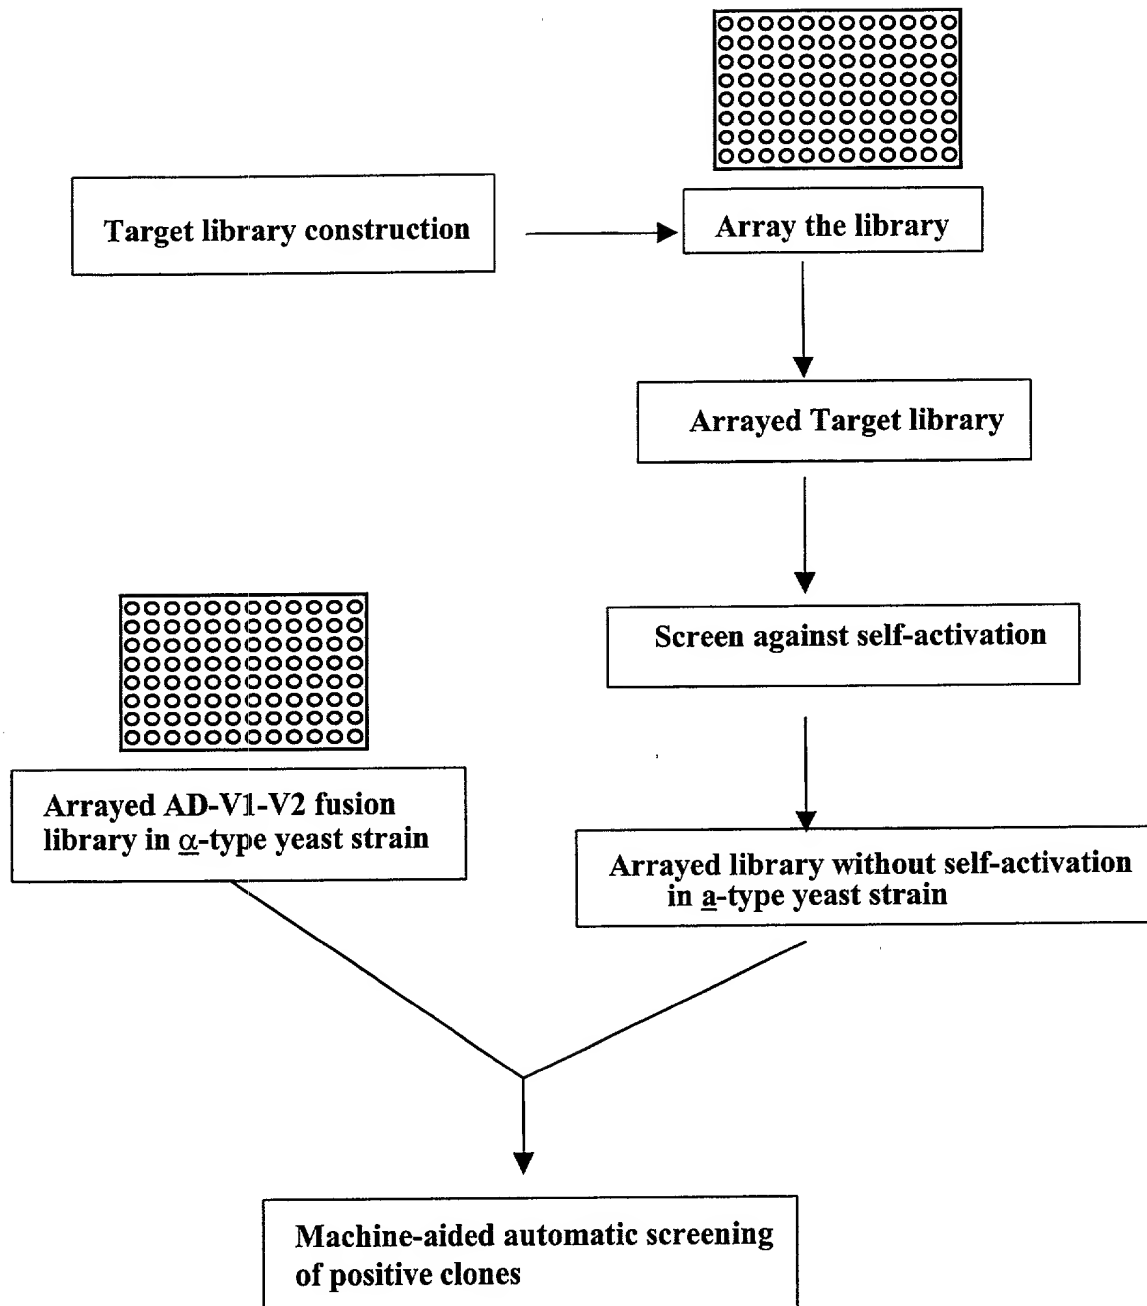 Target library construction
Array the library
Arrayed Target library
Screen against self-activation
Arrayed AD-V1-V2 fusion
library in α-type yeast strain
Arrayed library without self-activation
in a-type yeast strain
Machine-aided automatic screening
of positive clones